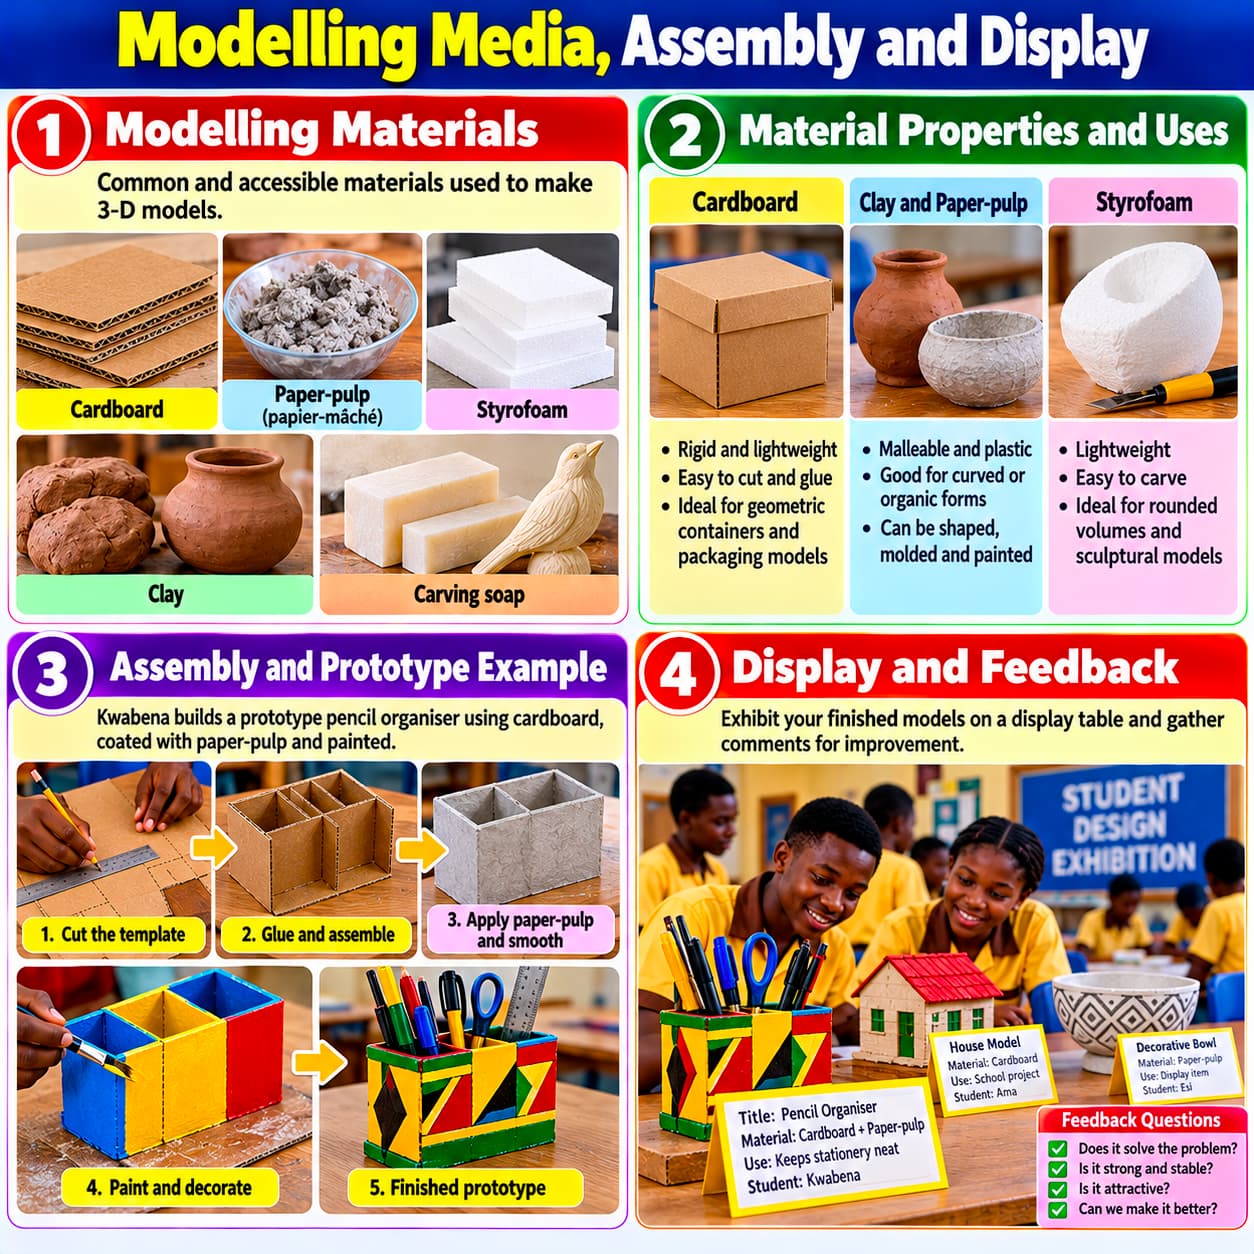 Modelling Media, Assembly and Display
1 Modelling Materials
Common and accessible materials used to make
3-D models.
Cardboard
Paper-pulp
(papier-mâché)
Styrofoam
Clay
Carving soap
2 Material Properties and Uses
Cardboard
• Rigid and lightweight
• Easy to cut and glue
• Ideal for geometric
containers and
packaging models
Clay and Paper-pulp
• Malleable and plastic
• Good for curved or
organic forms
• Can be shaped,
molded and painted
Styrofoam
• Lightweight
• Easy to carve
• Ideal for rounded
volumes and
sculptural models
3 Assembly and Prototype Example
Kwabena builds a prototype pencil organiser using cardboard,
coated with paper-pulp and painted.
1. Cut the template
2. Glue and assemble
3. Apply paper-pulp
and smooth
4. Paint and decorate
5. Finished prototype
4 Display and Feedback
Exhibit your finished models on a display table and gather
comments for improvement.
STUDENT
DESIGN
EXHIBITION
Title: Pencil Organiser
Material: Cardboard + Paper-pulp
Use: Keeps stationery neat
Student: Kwabena
House Model
Material: Cardboard
Use: School project
Student: Ama
Decorative Bowl
Material: Paper-pulp
Use: Display item
Student: Esi
Feedback Questions
Does it solve the problem?
Is it strong and stable?
Is it attractive?
Can we make it better?